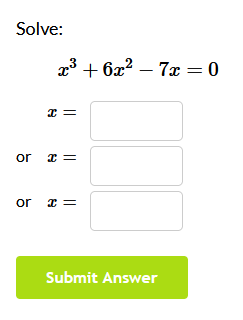 Solve:
x³ + 6x² − 7x = 0
x =
or x =
or x =
Submit Answer